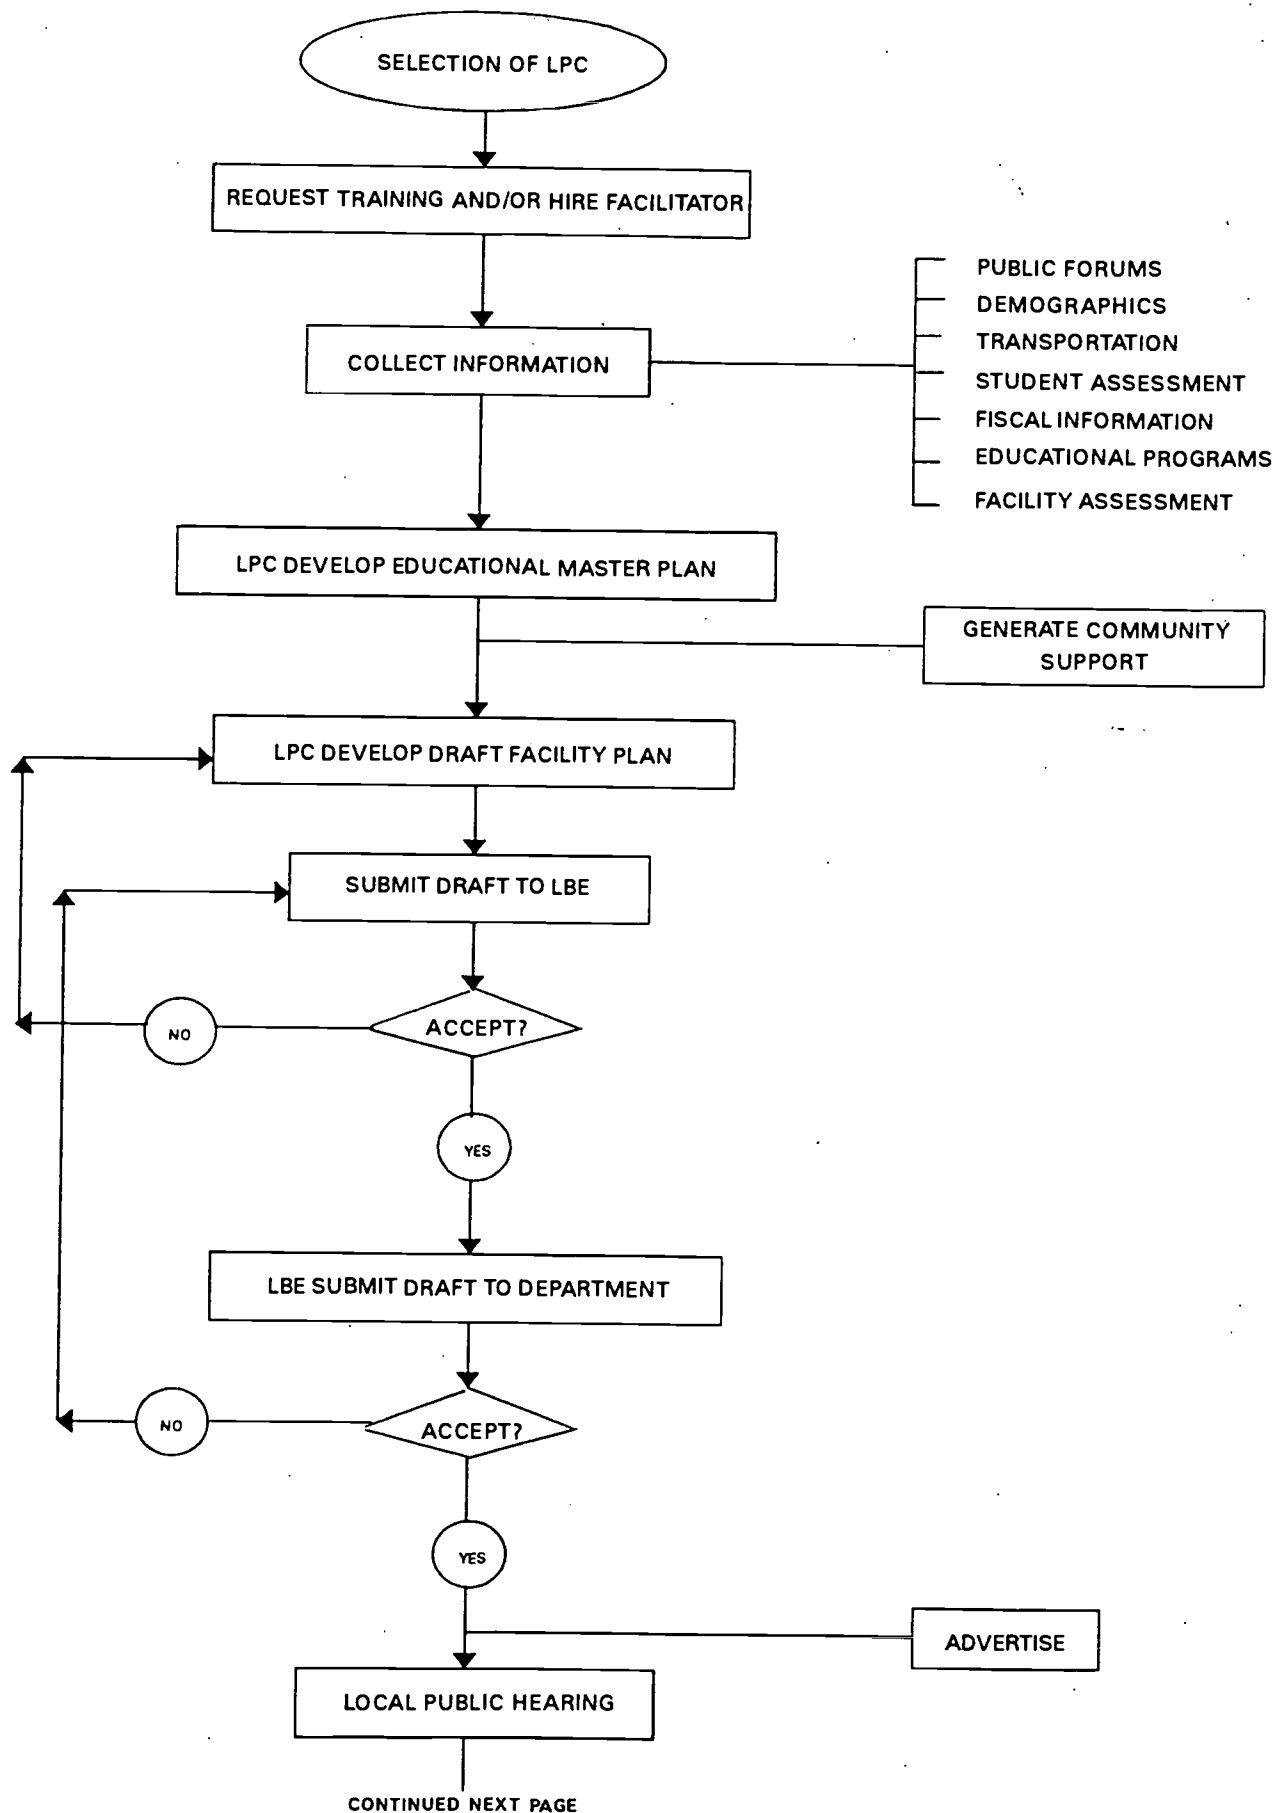 SELECTION OF LPC
REQUEST TRAINING AND/OR HIRE FACILITATOR
COLLECT INFORMATION
PUBLIC FORUMS
DEMOGRAPHICS
TRANSPORTATION
STUDENT ASSESSMENT
FISCAL INFORMATION
EDUCATIONAL PROGRAMS
FACILITY ASSESSMENT
LPC DEVELOP EDUCATIONAL MASTER PLAN
GENERATE COMMUNITY
SUPPORT
LPC DEVELOP DRAFT FACILITY PLAN
SUBMIT DRAFT TO LBE
ACCEPT?
NO
YES
LBE SUBMIT DRAFT TO DEPARTMENT
ACCEPT?
NO
YES
ADVERTISE
LOCAL PUBLIC HEARING
CONTINUED NEXT PAGE